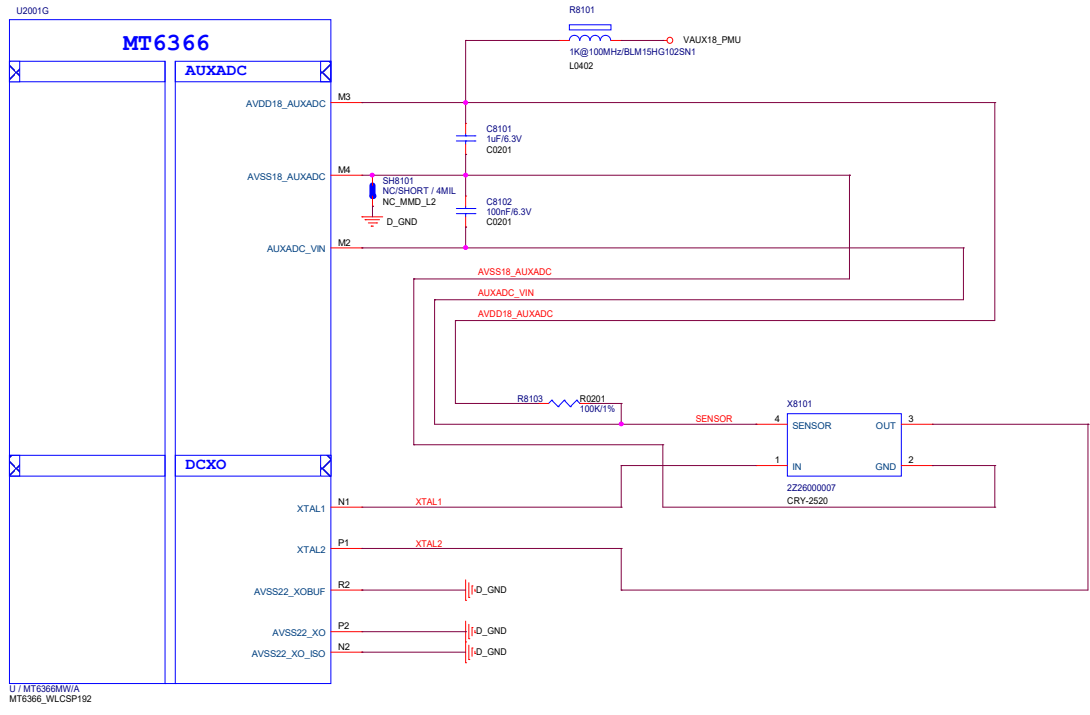 U2001G
MT6366
AUXADC
AVDD18_AUXADC
M3
AVSS18_AUXADC
M4
AUXADC_VIN
M2
R8101
VAUX18_PMU
1K@100MHz/BLM15HG102SN1
L0402
C8101
1uF/6.3V
C0201
SH8101
NC/SHORT / 4MIL
NC_MMD_L2
D_GND
C8102
100nF/6.3V
C0201
AVSS18_AUXADC
AUXADC_VIN
AVDD18_AUXADC
R8103
R0201
100K/1%
SENSOR
X8101
4
SENSOR
OUT
3
1
IN
GND
2
2Z26000007
CRY-2520
DCXO
XTAL1
N1
XTAL1
XTAL2
P1
XTAL2
AVSS22_XOBUF
R2
D_GND
AVSS22_XO
P2
D_GND
AVSS22_XO_ISO
N2
D_GND
U / MT6366MW/A
MT6366_WLCSP192